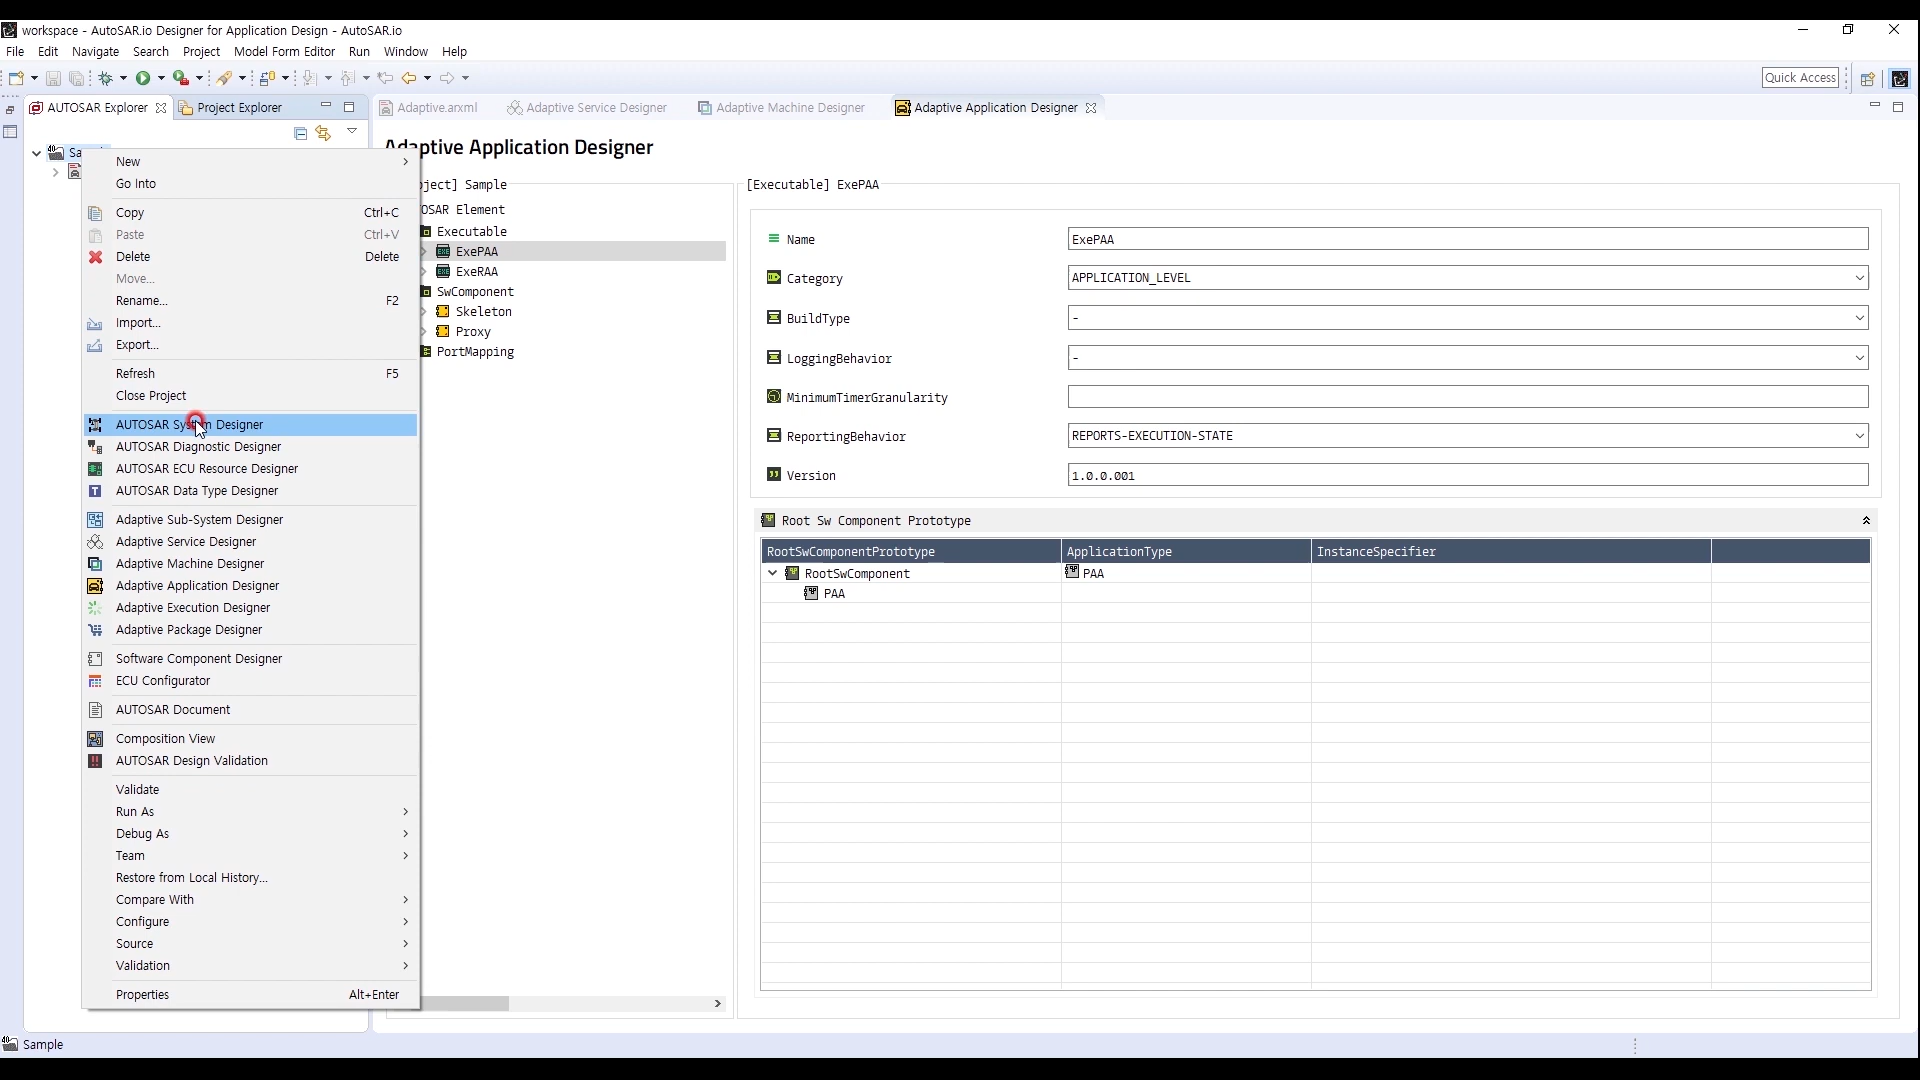 workspace - AutoSAR.io Designer for Application Design - AutoSAR.io
File Edit Navigate Search Project Model Form Editor Run Window Help
Quick Access
AUTOSAR Explorer Project Explorer
Adaptive.arxml Adaptive Service Designer Adaptive Machine Designer Adaptive Application Designer
Adaptive Application Designer
New
Go Into
Copy Ctrl+C
Paste Ctrl+V
Delete Delete
Move...
Rename... F2
Import...
Export...
Refresh F5
Close Project
AUTOSAR System Designer
AUTOSAR Diagnostic Designer
AUTOSAR ECU Resource Designer
AUTOSAR Data Type Designer
Adaptive Sub-System Designer
Adaptive Service Designer
Adaptive Machine Designer
Adaptive Application Designer
Adaptive Execution Designer
Adaptive Package Designer
Software Component Designer
ECU Configurator
AUTOSAR Document
Composition View
AUTOSAR Design Validation
Validate
Run As
Debug As
Team
Restore from Local History...
Compare With
Configure
Source
Validation
Properties Alt+Enter
ject] Sample
OSAR Element
Executable
ExePAA
ExeRAA
SwComponent
Skeleton
Proxy
PortMapping
[Executable] ExePAA
Name ExePAA
Category APPLICATION_LEVEL
BuildType -
LoggingBehavior -
MinimumTimerGranularity
ReportingBehavior REPORTS-EXECUTION-STATE
Version 1.0.0.001
Root Sw Component Prototype
RootSwComponentPrototype ApplicationType InstanceSpecifier
RootSwComponent PAA
PAA
Sample